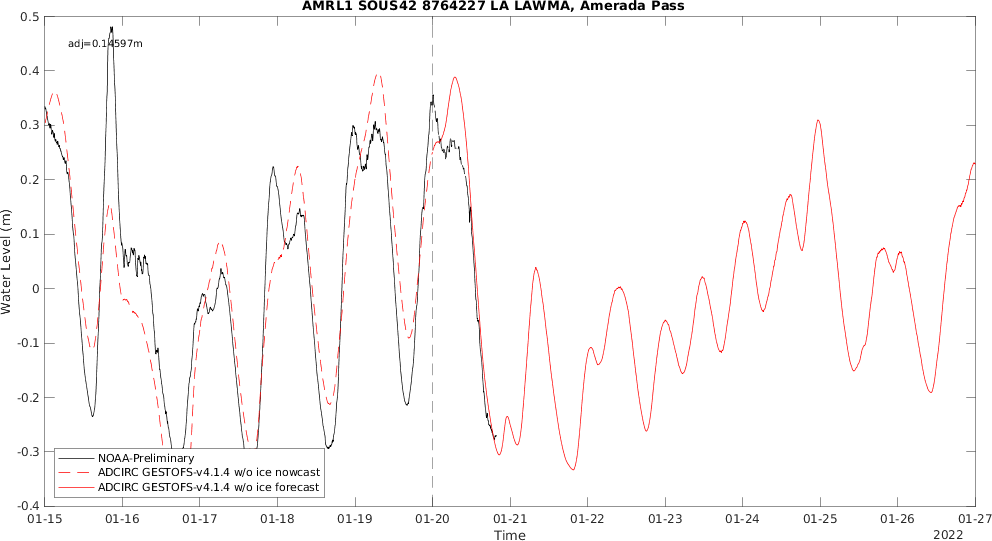 AMRL1 SOUS42 8764227 LA LAWMA, Amerada Pass
adj=0.14597m
0.5
0.4
0.3
0.2
0.1
0
-0.1
-0.2
-0.3
-0.4
Water Level (m)
NOAA-Preliminary
ADCIRC GESTOFS-v4.1.4 w/o ice nowcast
ADCIRC GESTOFS-v4.1.4 w/o ice forecast
01-15 01-16 01-17 01-18 01-19 01-20 01-21 01-22 01-23 01-24 01-25 01-26 01-27
Time
2022